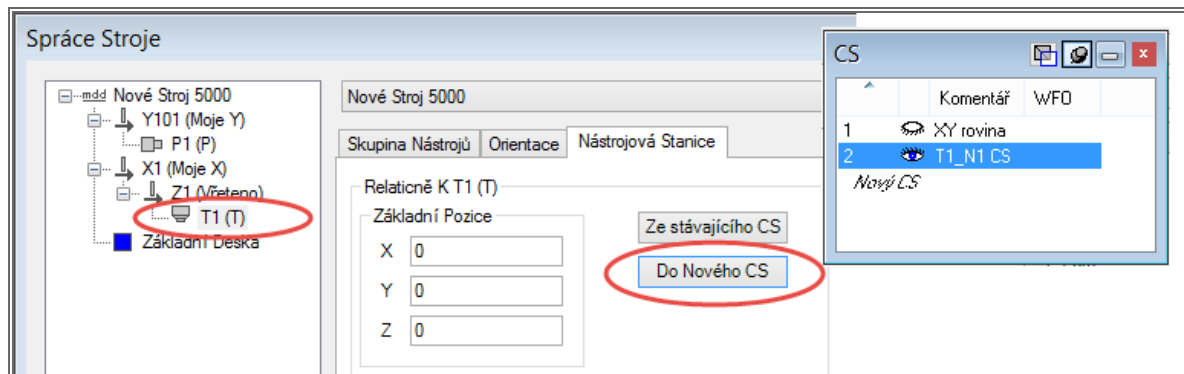 Spráce Stroje
mdd Nové Stroj 5000
Y101 (Moje Y)
P1 (P)
X1 (Moje X)
Z1 (Vřeteno)
T1 (T)
Základní Deska
Nové Stroj 5000
Skupina Nástrojů Orientace Nástrojová Stanice
Relaticně K T1 (T)
Základní Pozice
X 0
Y 0
Z 0
Ze stávajícího CS
Do Nového CS
CS
Komentář WFO
1 XY rovina
2 T1_N1 CS
Nový CS